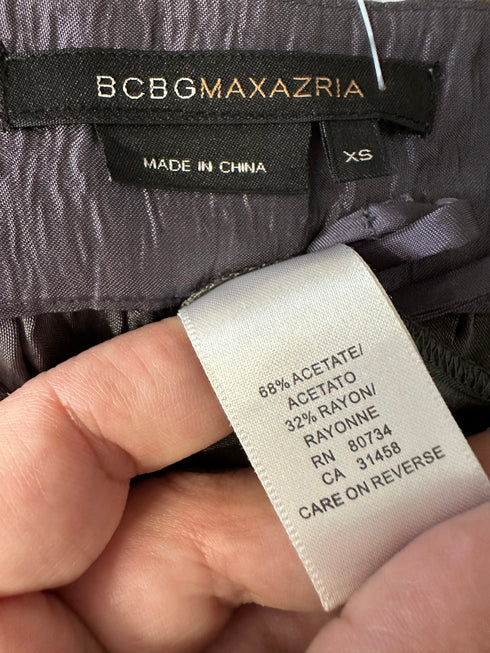 BCBGMAXAZRIA
MADE IN CHINA
XS
68% ACETATE/
ACETATO
32% RAYON/
RAYONNE
RN 80734
CA 31458
CARE ON REVERSE